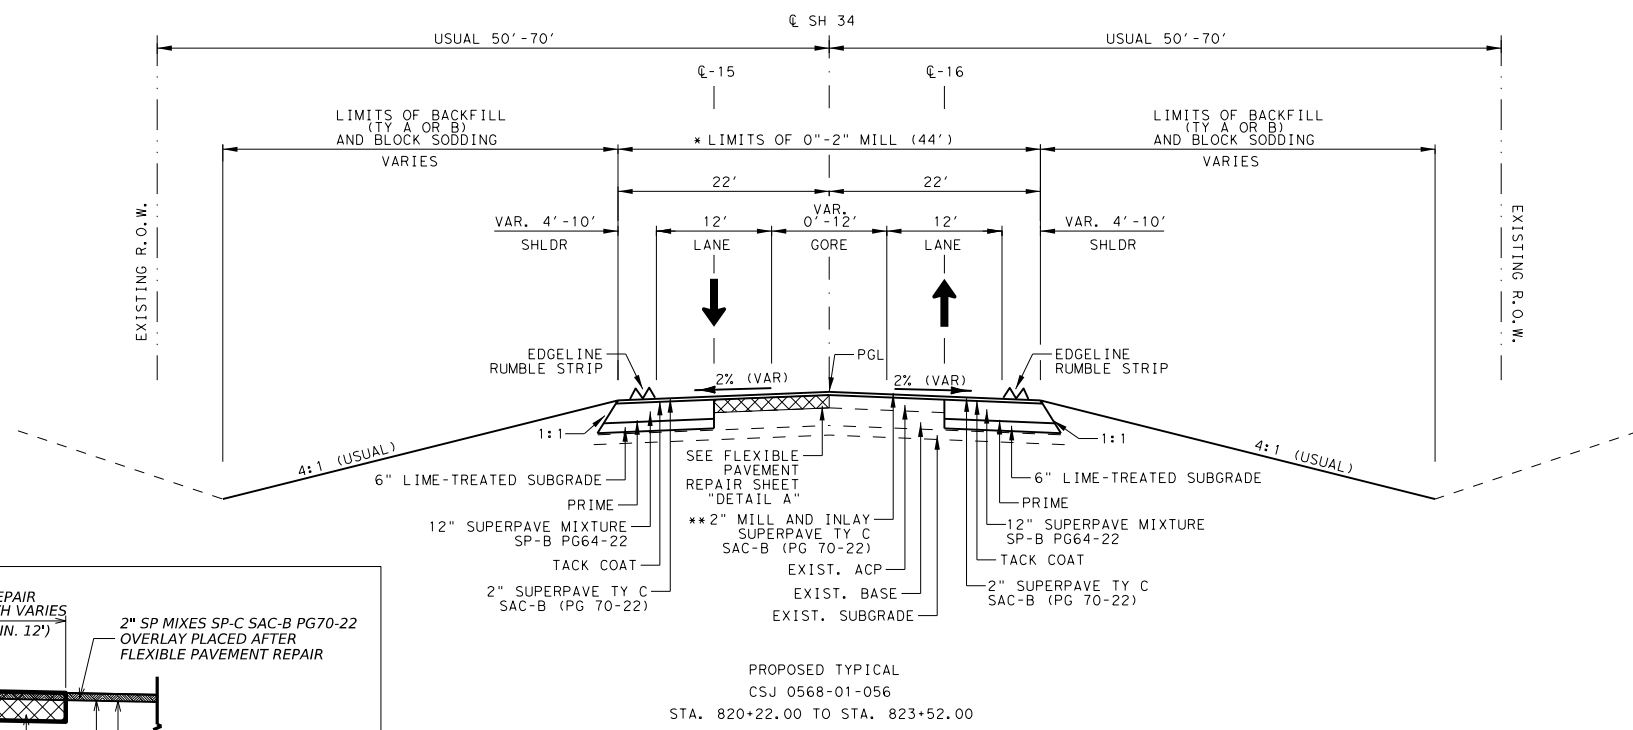 ℄ SH 34
USUAL 50'-70'
USUAL 50'-70'
℄-15
℄-16
LIMITS OF BACKFILL
(TY A OR B)
AND BLOCK SODDING
VARIES
* LIMITS OF 0"-2" MILL (44')
LIMITS OF BACKFILL
(TY A OR B)
AND BLOCK SODDING
VARIES
22'
22'
VAR. 4'-10'
SHLDR
12'
LANE
VAR.
0'-12'
GORE
12'
LANE
VAR. 4'-10'
SHLDR
EXISTING R.O.W.
EXISTING R.O.W.
EDGELINE
RUMBLE STRIP
PGL
EDGELINE
RUMBLE STRIP
2% (VAR)
2% (VAR)
1:1
1:1
4:1 (USUAL)
4:1 (USUAL)
6" LIME-TREATED SUBGRADE
PRIME
12" SUPERPAVE MIXTURE
SP-B PG64-22
TACK COAT
2" SUPERPAVE TY C
SAC-B (PG 70-22)
SEE FLEXIBLE
PAVEMENT
REPAIR SHEET
"DETAIL A"
**2" MILL AND INLAY
SUPERPAVE TY C
SAC-B (PG 70-22)
EXIST. ACP
EXIST. BASE
EXIST. SUBGRADE
6" LIME-TREATED SUBGRADE
PRIME
12" SUPERPAVE MIXTURE
SP-B PG64-22
TACK COAT
2" SUPERPAVE TY C
SAC-B (PG 70-22)
EPAIR
TH VARIES
IN. 12')
2" SP MIXES SP-C SAC-B PG70-22
OVERLAY PLACED AFTER
FLEXIBLE PAVEMENT REPAIR
PROPOSED TYPICAL
CSJ 0568-01-056
STA. 820+22.00 TO STA. 823+52.00